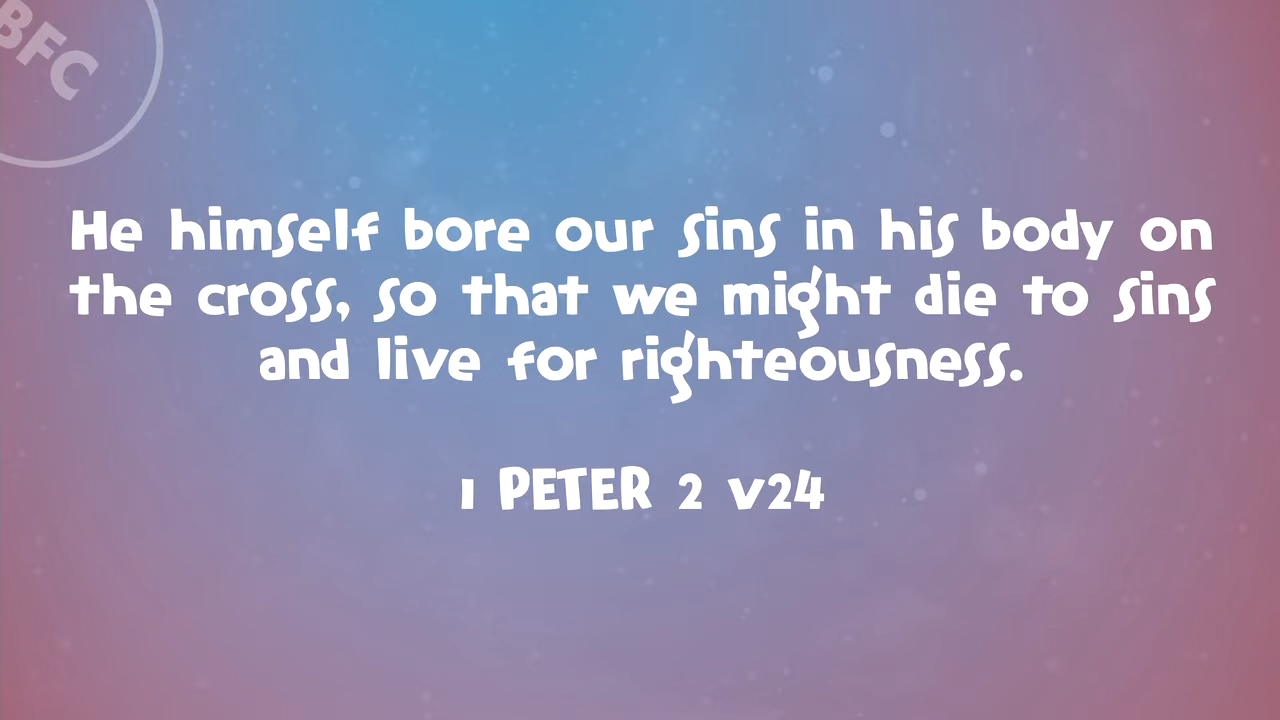 BFC
He himself bore our sins in his body on
the cross, so that we might die to sins
and live for righteousness.
1 PETER 2 v24